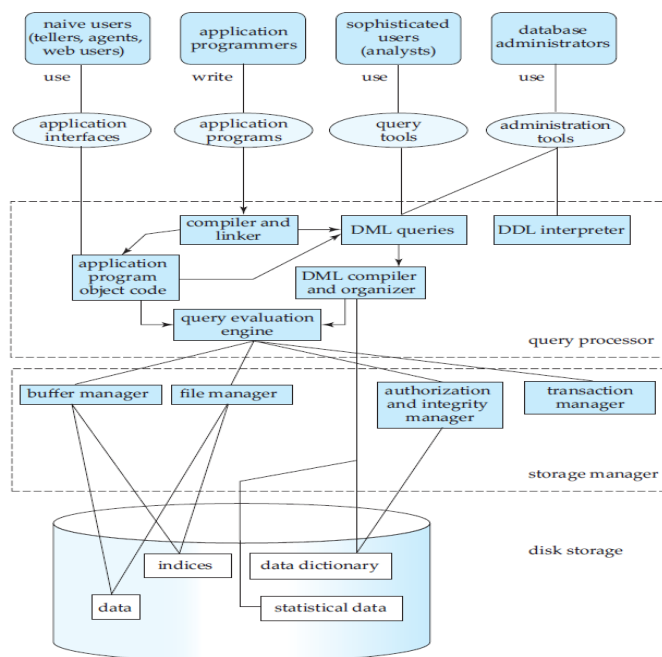 naive users
(tellers, agents,
web users)
application
programmers
sophisticated
users
(analysts)
database
administrators
use
write
use
use
application
interfaces
application
programs
query
tools
administration
tools
compiler and
linker
DML queries
DDL interpreter
application
program
object code
DML compiler
and organizer
query evaluation
engine
query processor
buffer manager
file manager
authorization
and integrity
manager
transaction
manager
storage manager
disk storage
indices
data dictionary
data
statistical data